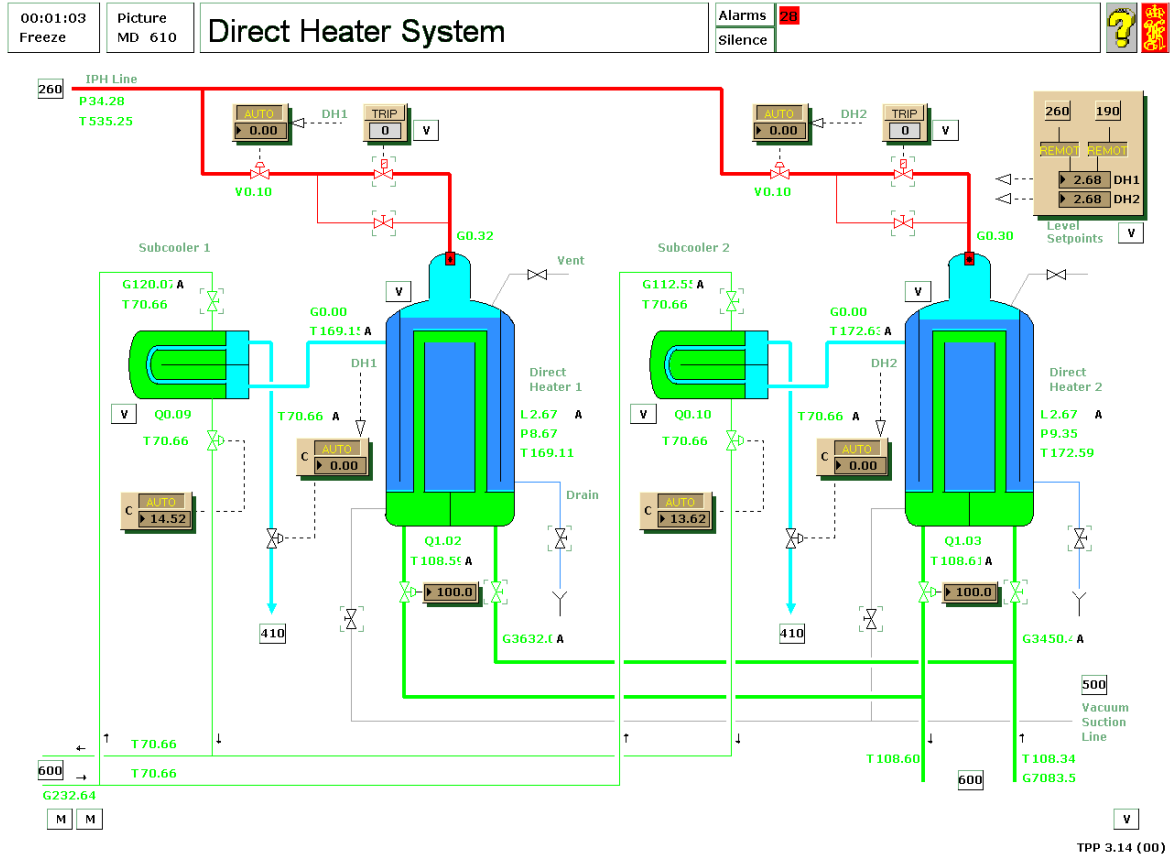 00:01:03
Freeze
Picture
MD 610
Direct Heater System
Alarms 28
Silence
?
260
IPH Line
P34.28
T535.25
AUTO
0.00
DH1
TRIP
0
V
V0.10
AUTO
0.00
DH2
TRIP
0
V
V0.10
260 190
REMOT REMOT
2.68 DH1
2.68 DH2
Level
Setpoints
V
G0.32
G0.30
Subcooler 1
G120.07 A
T70.66
Vent
V
G0.00
T169.15 A
DH1
Direct
Heater 1
L2.67 A
P8.67
T169.11
V
Q0.09
T70.66
T70.66 A
C
AUTO
0.00
C
AUTO
14.52
Drain
Q1.02
T108.59 A
100.0
G3632.0 A
410
Subcooler 2
G112.55 A
T70.66
V
G0.00
T172.63 A
DH2
Direct
Heater 2
L2.67 A
P9.35
T172.59
V
Q0.10
T70.66
T70.66 A
C
AUTO
0.00
C
AUTO
13.62
Q1.03
T108.61 A
100.0
G3450.4 A
410
500
Vacuum
Suction
Line
T70.66
600
T70.66
G232.64
M M
T108.60
600
T108.34
G7083.5
V
TPP 3.14 (00)